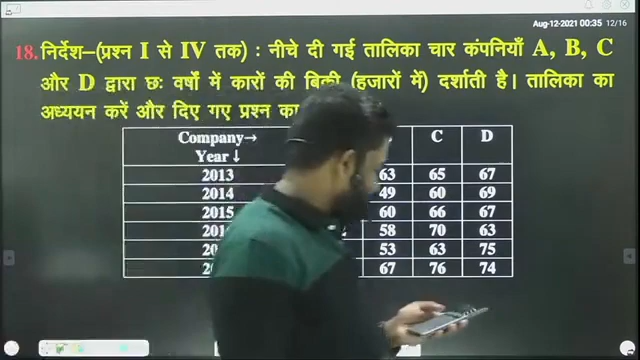 Aug-12-2021 00:35 12/16
18. निर्देश–(प्रश्न I से IV तक) : नीचे दी गई तालिका चार कंपनियाँ A, B, C
और D द्वारा छः वर्षों में कारों की बिक्री (हजारों में) दर्शाती है। तालिका का
अध्ययन करें और दिए गए प्रश्न का
Company→ C D
Year↓
2013 63 65 67
2014 49 60 69
2015 60 66 67
58 70 63
53 63 75
67 76 74